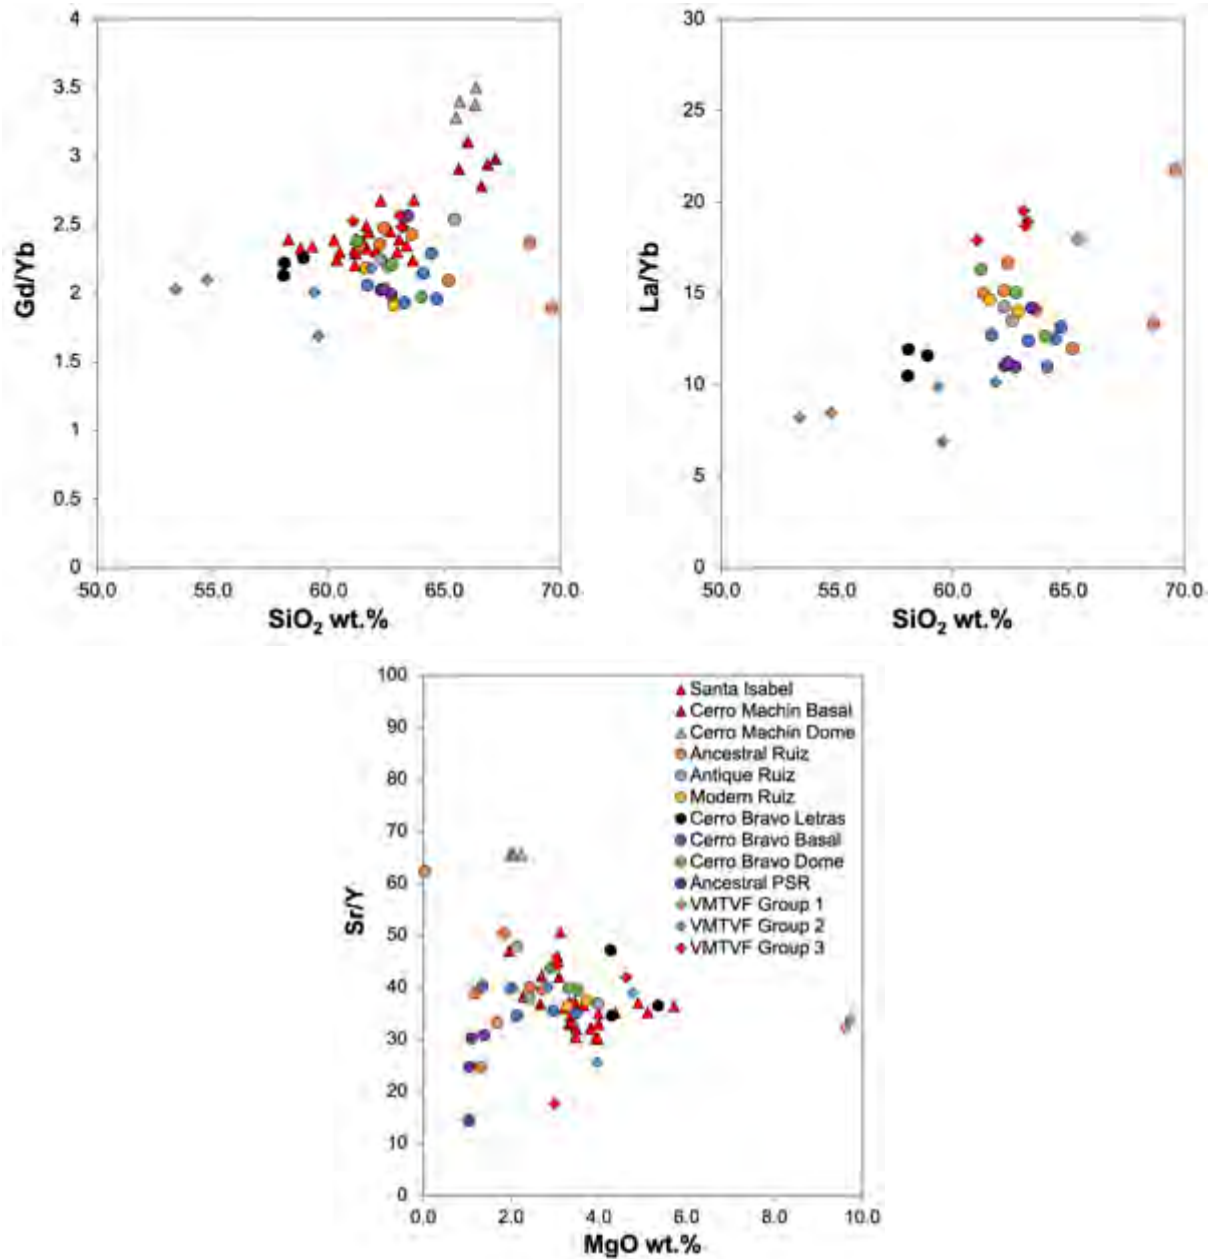 4
3.5
3
2.5
2
1.5
1
0.5
0
Gd/Yb
50.0
55.0
60.0
65.0
70.0
SiO₂ wt.%
30
25
20
15
10
5
0
La/Yb
50.0
55.0
60.0
65.0
70.0
SiO₂ wt.%
100
90
80
70
60
50
40
30
20
10
0
Sr/Y
Santa Isabel
Cerro Machin Basal
Cerro Machin Dome
Ancestral Ruiz
Antique Ruiz
Modern Ruiz
Cerro Bravo Letras
Cerro Bravo Basal
Cerro Bravo Dome
Ancestral PSR
VMTVF Group 1
VMTVF Group 2
VMTVF Group 3
0.0
2.0
4.0
6.0
8.0
10.0
MgO wt.%